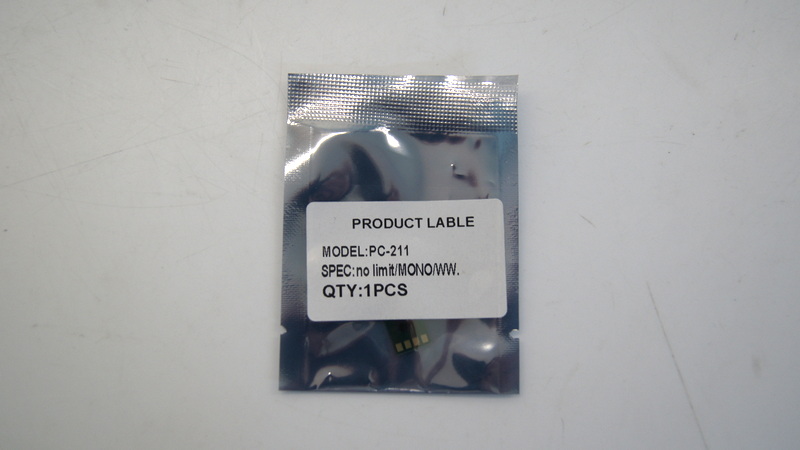 PRODUCT LABLE
MODEL:PC-211
SPEC:no limit/MONO/WW.
QTY:1PCS